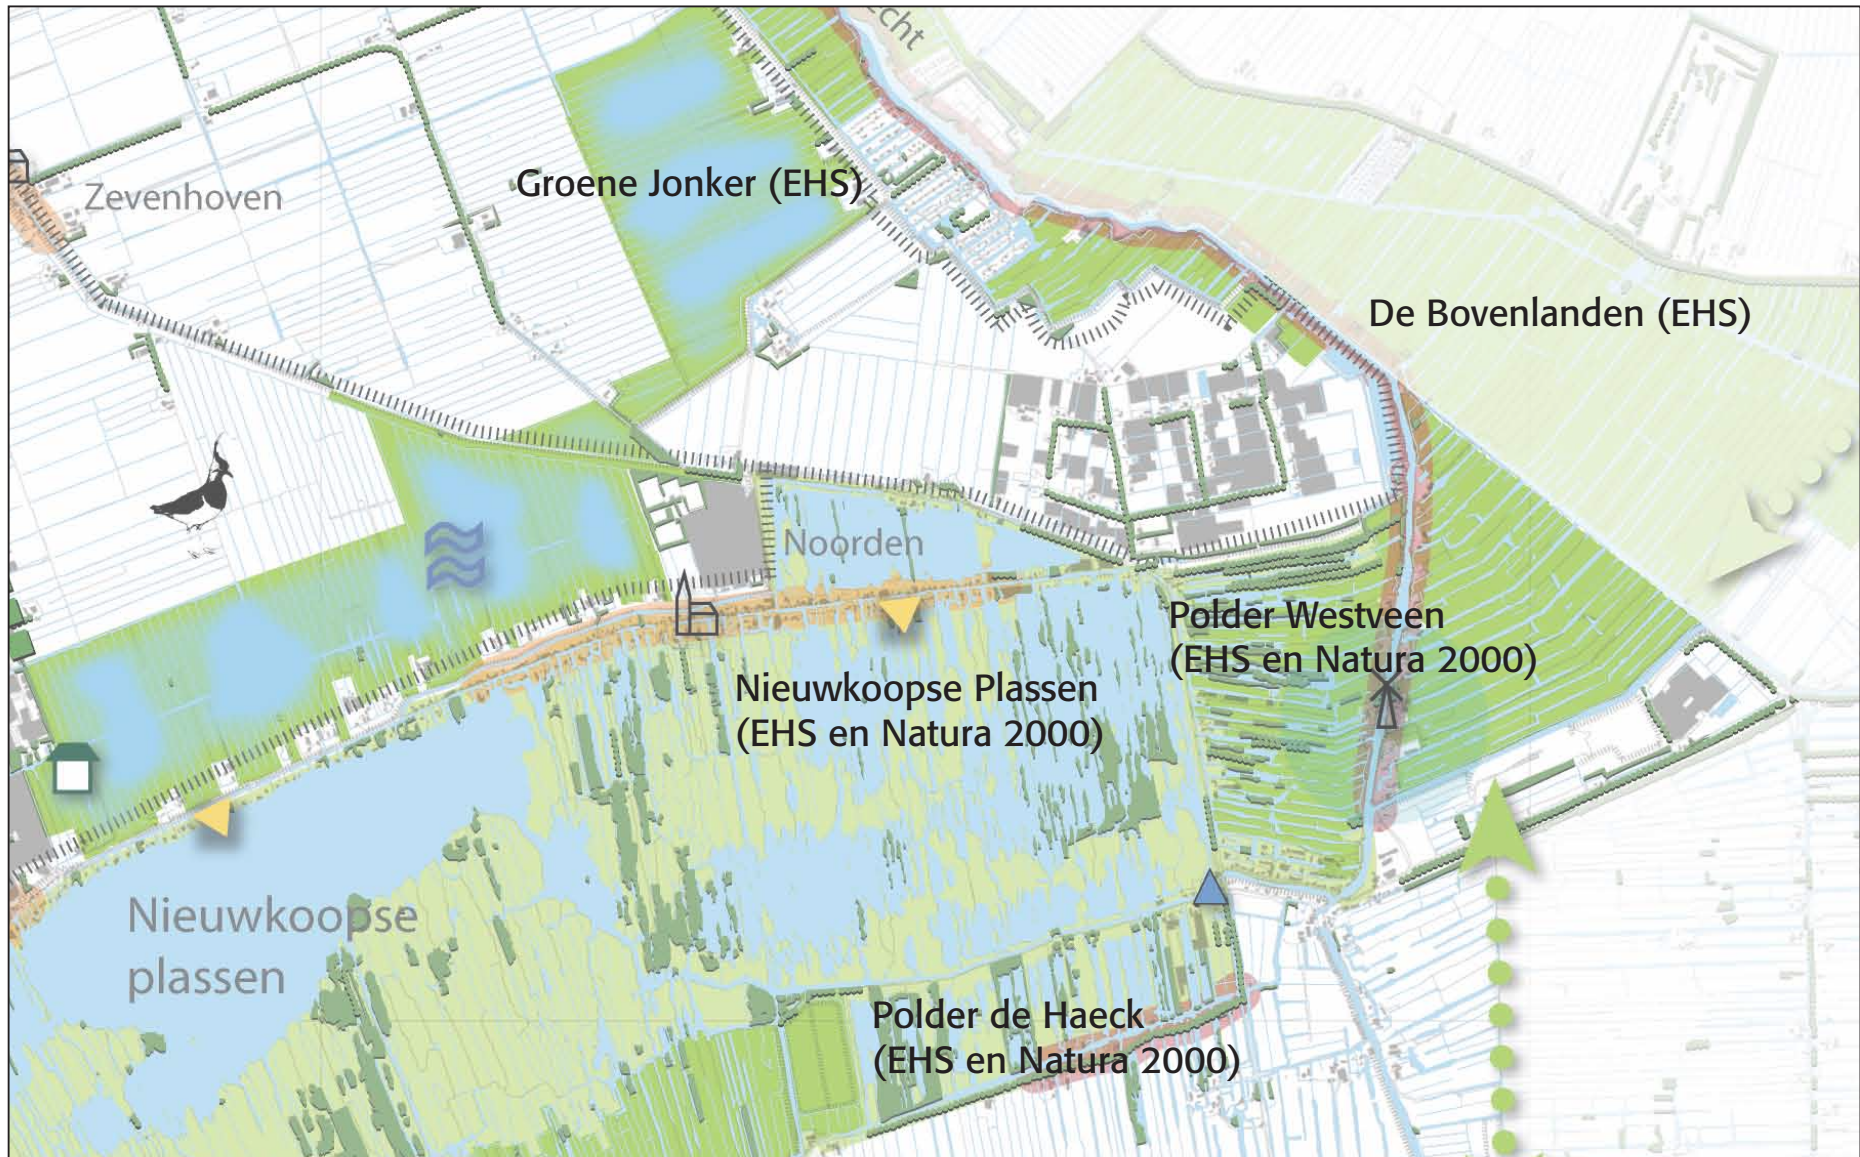 Zevenhoven
Groene Jonker (EHS)
De Bovenlanden (EHS)
Noorden
Polder Westveen
(EHS en Natura 2000)
Nieuwkoopse Plassen
(EHS en Natura 2000)
Nieuwkoopse
plassen
Polder de Haeck
(EHS en Natura 2000)